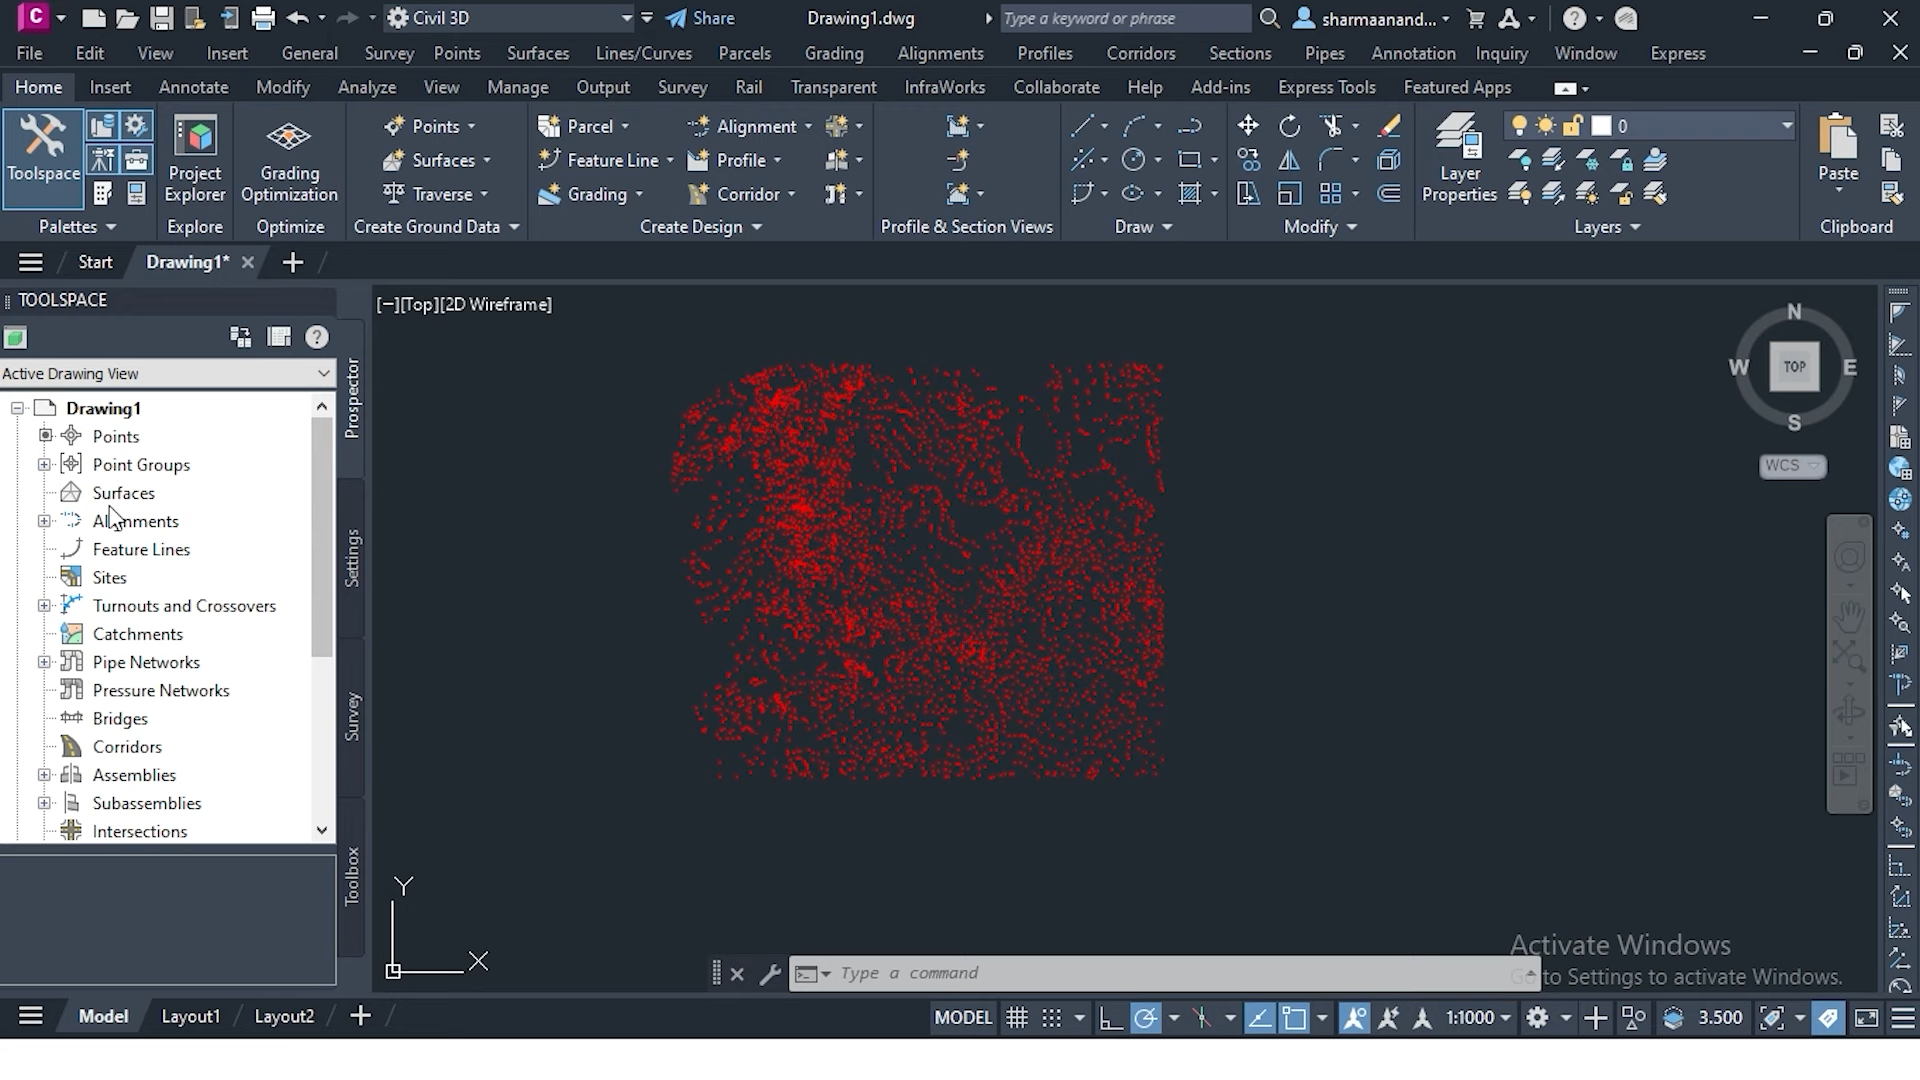 Civil 3D Share Drawing1.dwg Type a keyword or phrase sharmaanand...
File Edit View Insert General Survey Points Surfaces Lines/Curves Parcels Grading Alignments Profiles Corridors Sections Pipes Annotation Inquiry Window Express
Home Insert Annotate Modify Analyze View Manage Output Survey Rail Transparent InfraWorks Collaborate Help Add-ins Express Tools Featured Apps
Points Parcel Alignment 0
Toolspace Project Explorer Grading Optimization Surfaces Feature Line Profile Layer Properties Paste
Traverse Grading Corridor
Palettes Explore Optimize Create Ground Data Create Design Profile & Section Views Draw Modify Layers Clipboard
Start Drawing1* +
TOOLSPACE
[−][Top][2D Wireframe]
Active Drawing View
Drawing1
Points
Point Groups
Surfaces
Alignments
Feature Lines
Sites
Turnouts and Crossovers
Catchments
Pipe Networks
Pressure Networks
Bridges
Corridors
Assemblies
Subassemblies
Intersections
Prospector
Settings
Survey
Toolbox
N
W TOP E
S
WCS
Y
X
Type a command
Activate Windows
to Settings to activate Windows.
Model Layout1 Layout2 + MODEL 1:1000 3.500